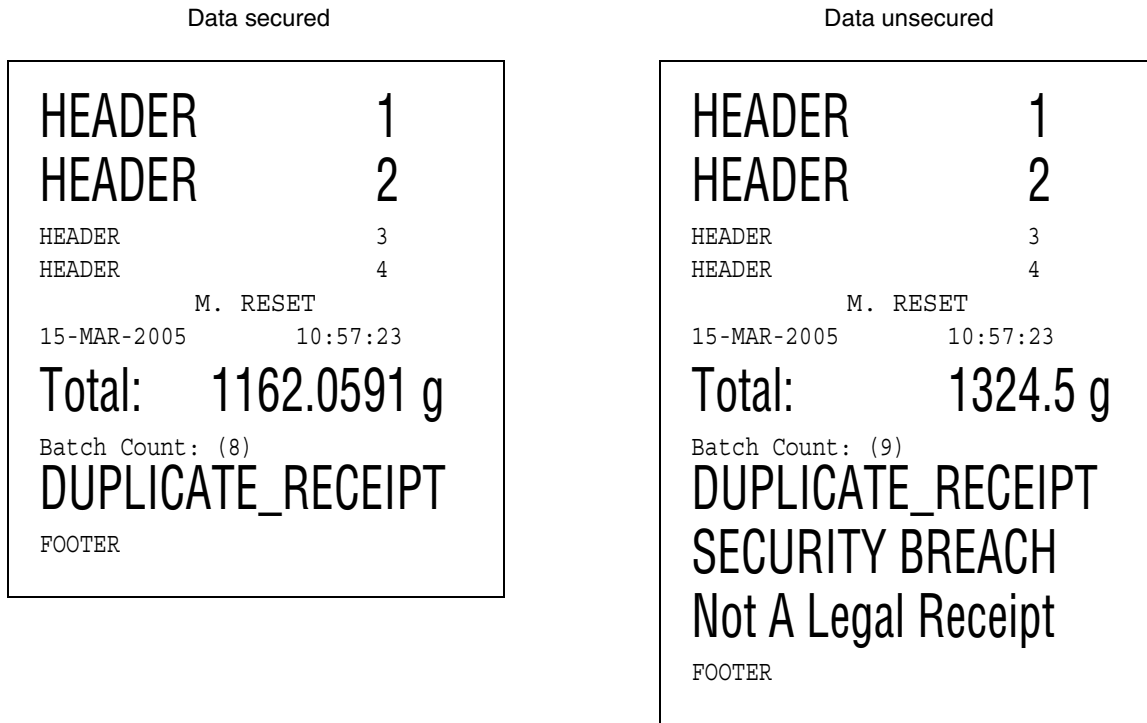 Data secured
HEADER 1
HEADER 2
HEADER 3
HEADER 4
M. RESET
15-MAR-2005 10:57:23
Total: 1162.0591 g
Batch Count: (8)
DUPLICATE_RECEIPT
FOOTER
Data unsecured
HEADER 1
HEADER 2
HEADER 3
HEADER 4
M. RESET
15-MAR-2005 10:57:23
Total: 1324.5 g
Batch Count: (9)
DUPLICATE_RECEIPT
SECURITY BREACH
Not A Legal Receipt
FOOTER